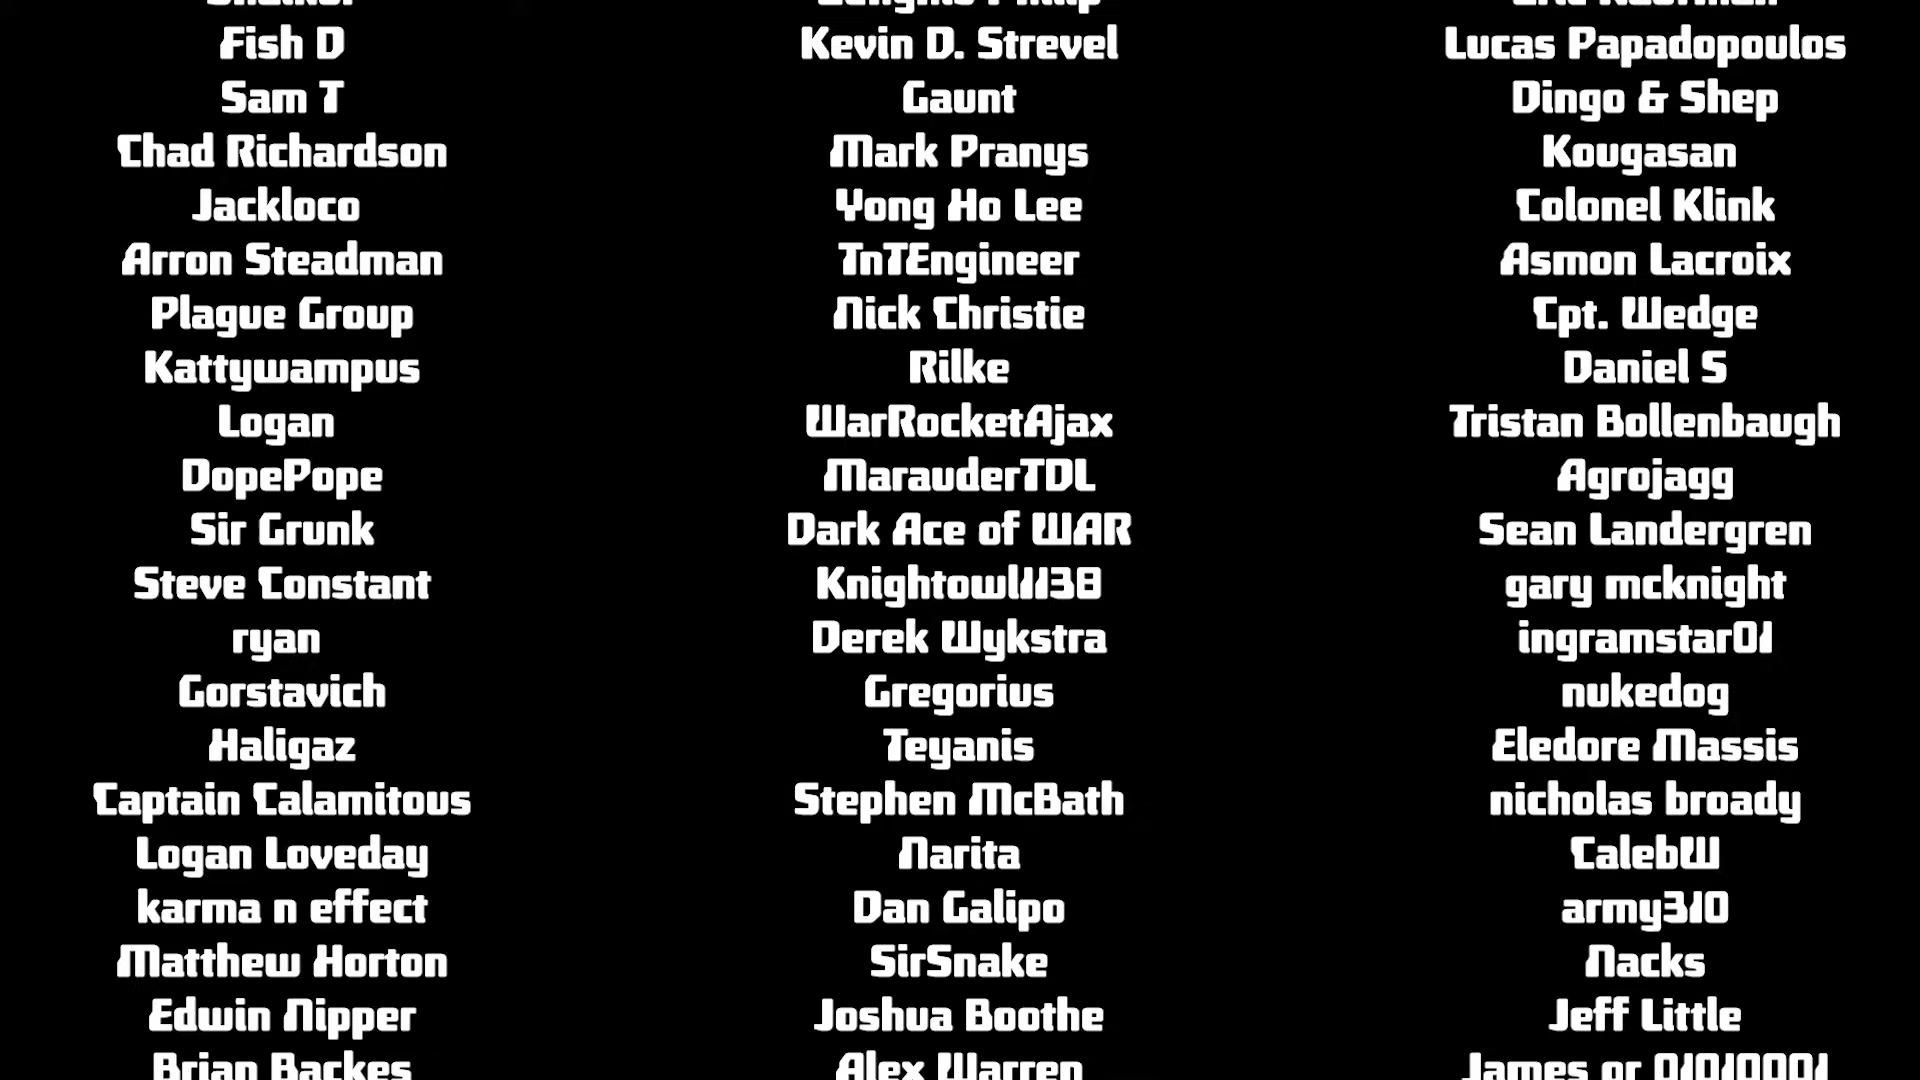 Fish D
Sam T
Chad Richardson
Jackloco
Arron Steadman
Plague Group
Kattywampus
Logan
DopePope
Sir Grunk
Steve Constant
ryan
Gorstavich
Haligaz
Captain Calamitous
Logan Loveday
karma n effect
Matthew Horton
Edwin Nipper
Brian Backes
Kevin D. Strevel
Gaunt
Mark Pranys
Yong Ho Lee
TnTEngineer
Nick Christie
Rilke
WarRocketAjax
MarauderTDL
Dark Ace of WAR
Knightowl1138
Derek Wykstra
Gregorius
Teyanis
Stephen McBath
Narita
Dan Galipo
SirSnake
Joshua Boothe
Alex Warren
Lucas Papadopoulos
Dingo & Shep
Kougasan
Colonel Klink
Asmon Lacroix
Cpt. Wedge
Daniel S
Tristan Bollenbaugh
Agrojagg
Sean Landergren
gary mcknight
ingramstar01
nukedog
Eledore Massis
nicholas broady
CalebW
army310
Nacks
Jeff Little
James or 01010001